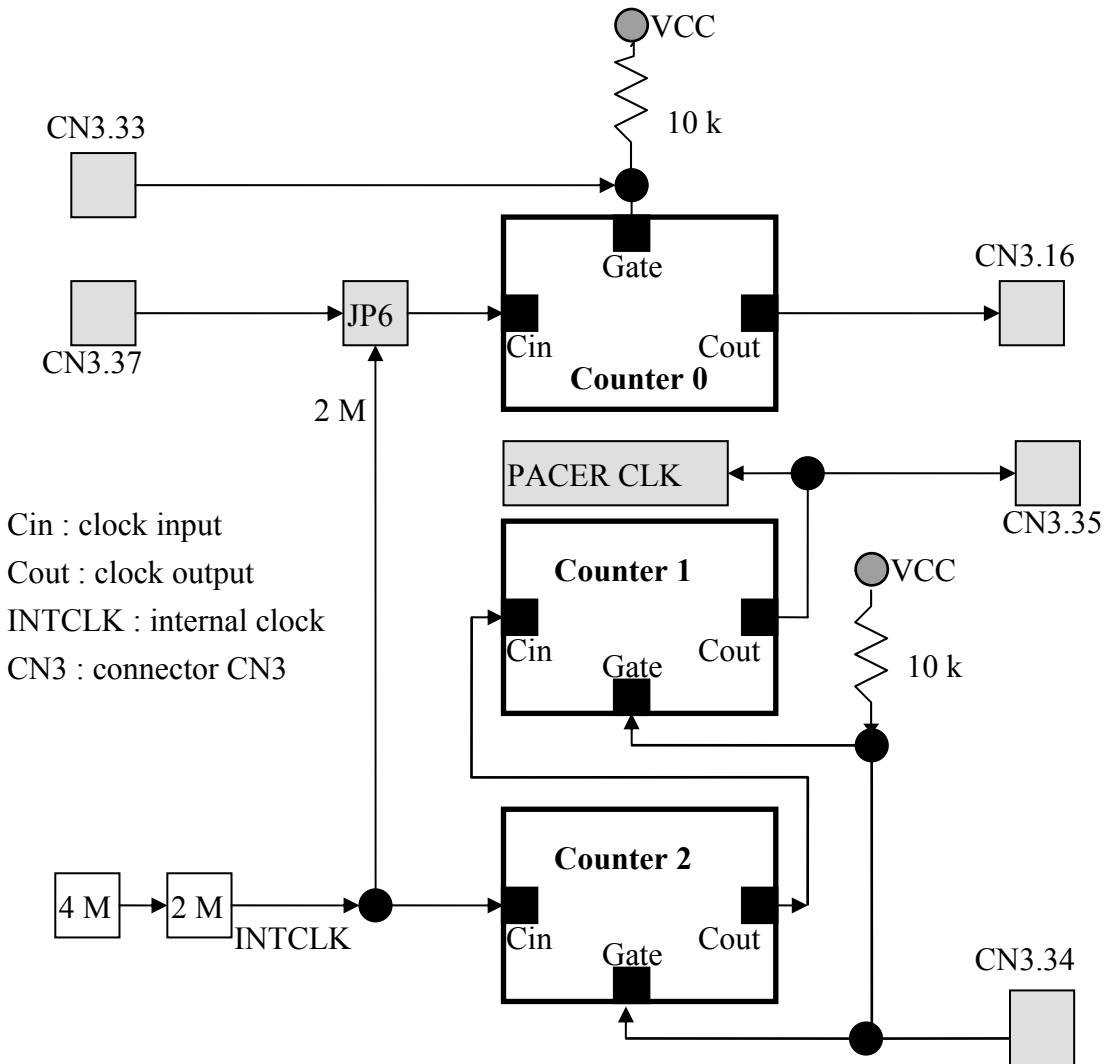 VCC
10 k
CN3.33
Gate
CN3.16
JP6
Cin
Cout
CN3.37
Counter 0
2 M
PACER CLK
CN3.35
Cin : clock input
Cout : clock output
INTCLK : internal clock
CN3 : connector CN3
Counter 1
VCC
Cin
Cout
Gate
10 k
Counter 2
4 M
2 M
INTCLK
Cin
Cout
Gate
CN3.34